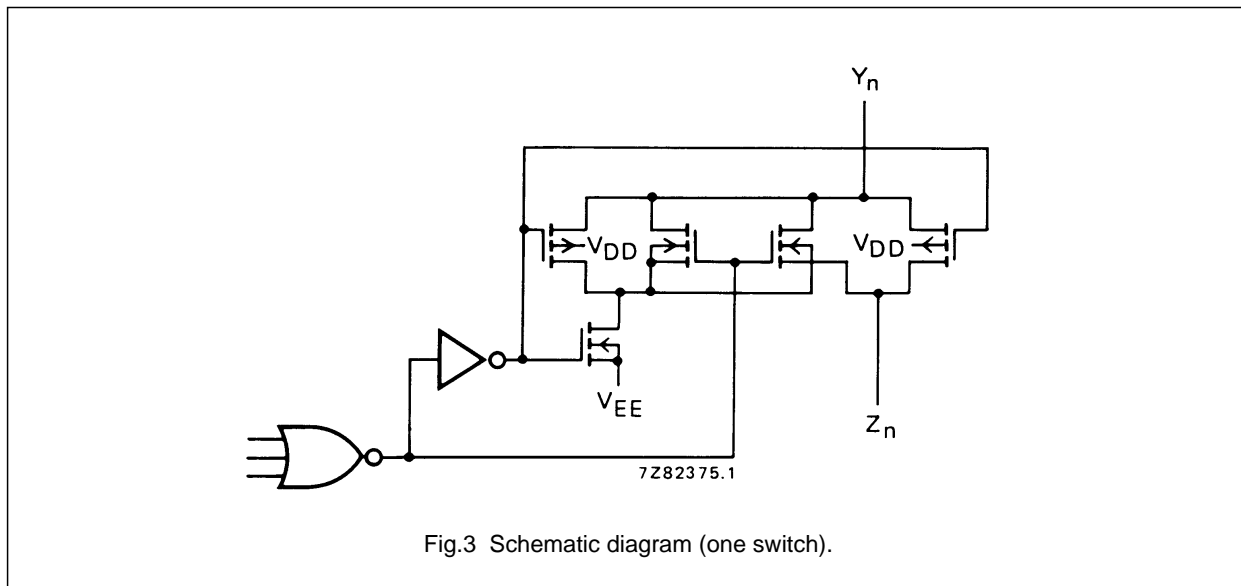 Yn
VDD
VDD
VEE
Zn
7Z82375.1
Fig.3 Schematic diagram (one switch).